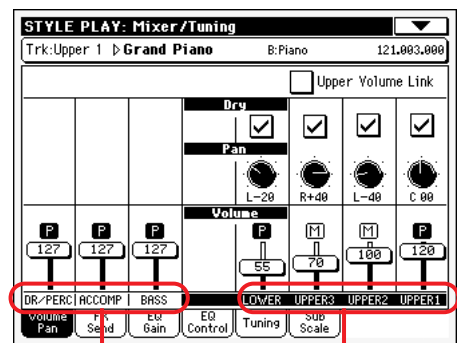 STYLE PLAY: Mixer/Tuning
Trk:Upper 1 Grand Piano B:Piano 121.003.000
Upper Volume Link
Dry
Pan
L-20 R+40 L-40 C 00
Volume
P P P P M M P
127 127 127 55 70 100 120
DR/PERC ACCOMP BASS LOWER UPPER3 UPPER2 UPPER1
Volume Pan FX Send EQ Gain EQ Control Tuning Sub Scale